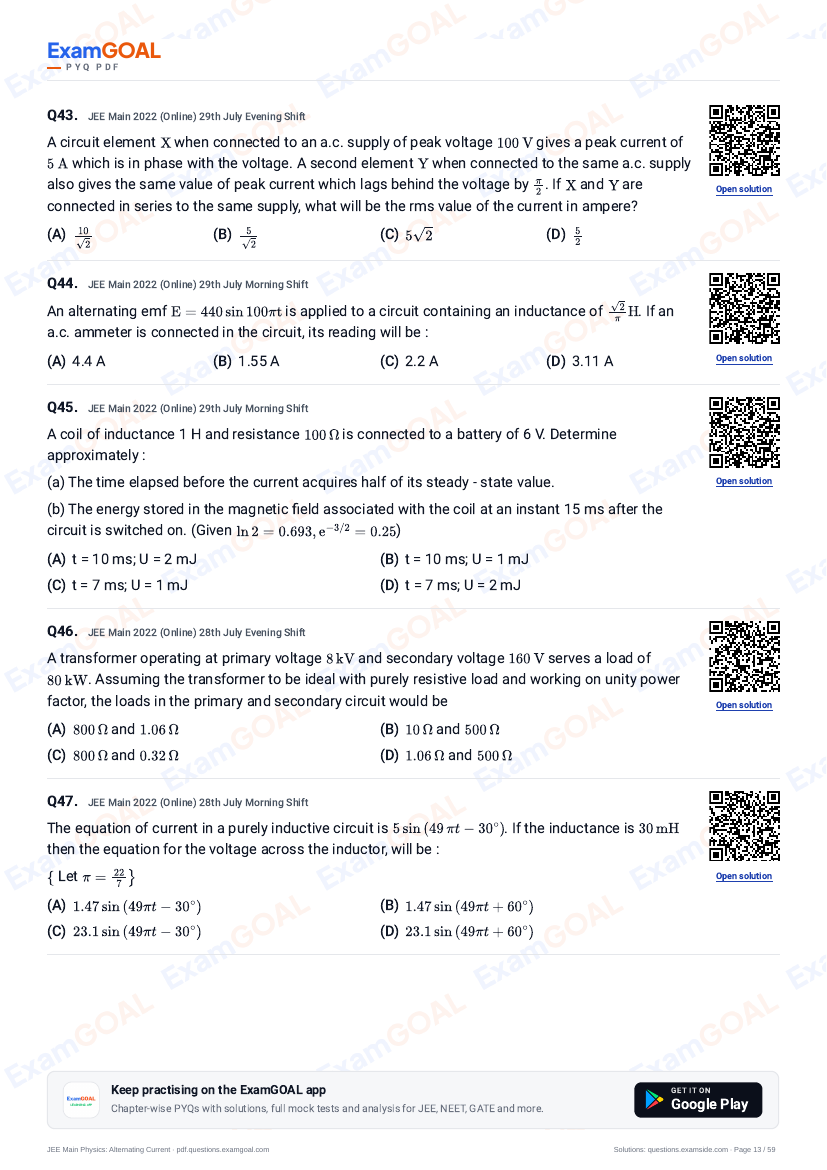 ExamGOAL
PYQ PDF
Q43. JEE Main 2022 (Online) 29th July Evening Shift
A circuit element X when connected to an a.c. supply of peak voltage 100 V gives a peak current of
5 A which is in phase with the voltage. A second element Y when connected to the same a.c. supply
also gives the same value of peak current which lags behind the voltage by π/2. If X and Y are
connected in series to the same supply, what will be the rms value of the current in ampere?
(A) 10/√2 (B) 5/√2 (C) 5√2 (D) 5/2
Open solution
Q44. JEE Main 2022 (Online) 29th July Morning Shift
An alternating emf E = 440 sin 100πt is applied to a circuit containing an inductance of √2/π H. If an
a.c. ammeter is connected in the circuit, its reading will be :
(A) 4.4 A (B) 1.55 A (C) 2.2 A (D) 3.11 A
Open solution
Q45. JEE Main 2022 (Online) 29th July Morning Shift
A coil of inductance 1 H and resistance 100 Ω is connected to a battery of 6 V. Determine
approximately :
(a) The time elapsed before the current acquires half of its steady - state value.
(b) The energy stored in the magnetic field associated with the coil at an instant 15 ms after the
circuit is switched on. (Given ln 2 = 0.693, e^{−3/2} = 0.25)
(A) t = 10 ms; U = 2 mJ (B) t = 10 ms; U = 1 mJ
(C) t = 7 ms; U = 1 mJ (D) t = 7 ms; U = 2 mJ
Open solution
Q46. JEE Main 2022 (Online) 28th July Evening Shift
A transformer operating at primary voltage 8 kV and secondary voltage 160 V serves a load of
80 kW. Assuming the transformer to be ideal with purely resistive load and working on unity power
factor, the loads in the primary and secondary circuit would be
(A) 800 Ω and 1.06 Ω (B) 10 Ω and 500 Ω
(C) 800 Ω and 0.32 Ω (D) 1.06 Ω and 500 Ω
Open solution
Q47. JEE Main 2022 (Online) 28th July Morning Shift
The equation of current in a purely inductive circuit is 5 sin (49 πt − 30°). If the inductance is 30 mH
then the equation for the voltage across the inductor, will be :
{ Let π = 22/7 }
(A) 1.47 sin (49πt − 30°) (B) 1.47 sin (49πt + 60°)
(C) 23.1 sin (49πt − 30°) (D) 23.1 sin (49πt + 60°)
Open solution
ExamGOAL
Keep practising on the ExamGOAL app
Chapter-wise PYQs with solutions, full mock tests and analysis for JEE, NEET, GATE and more.
GET IT ON
Google Play
JEE Main Physics: Alternating Current · pdf.questions.examgoal.com Solutions: questions.examside.com · Page 13 / 59